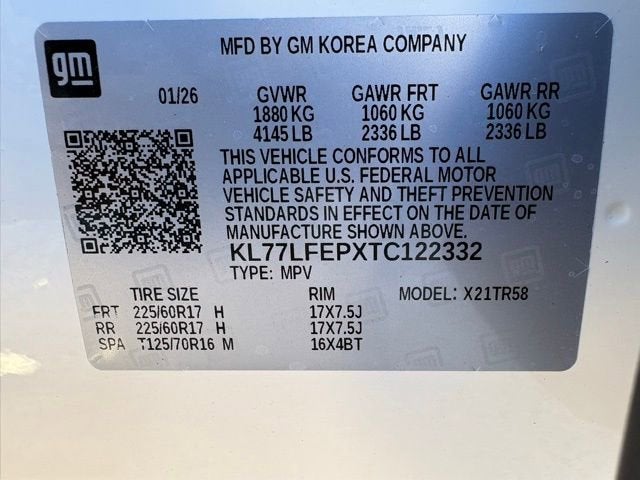 gm
MFD BY GM KOREA COMPANY
01/26 GVWR GAWR FRT GAWR RR
1880 KG 1060 KG 1060 KG
4145 LB 2336 LB 2336 LB
THIS VEHICLE CONFORMS TO ALL
APPLICABLE U.S. FEDERAL MOTOR
VEHICLE SAFETY AND THEFT PREVENTION
STANDARDS IN EFFECT ON THE DATE OF
MANUFACTURE SHOWN ABOVE.
KL77LFEPXTC122332
TYPE: MPV
TIRE SIZE RIM MODEL: X21TR58
FRT 225/60R17 H 17X7.5J
RR 225/60R17 H 17X7.5J
SPA T125/70R16 M 16X4BT